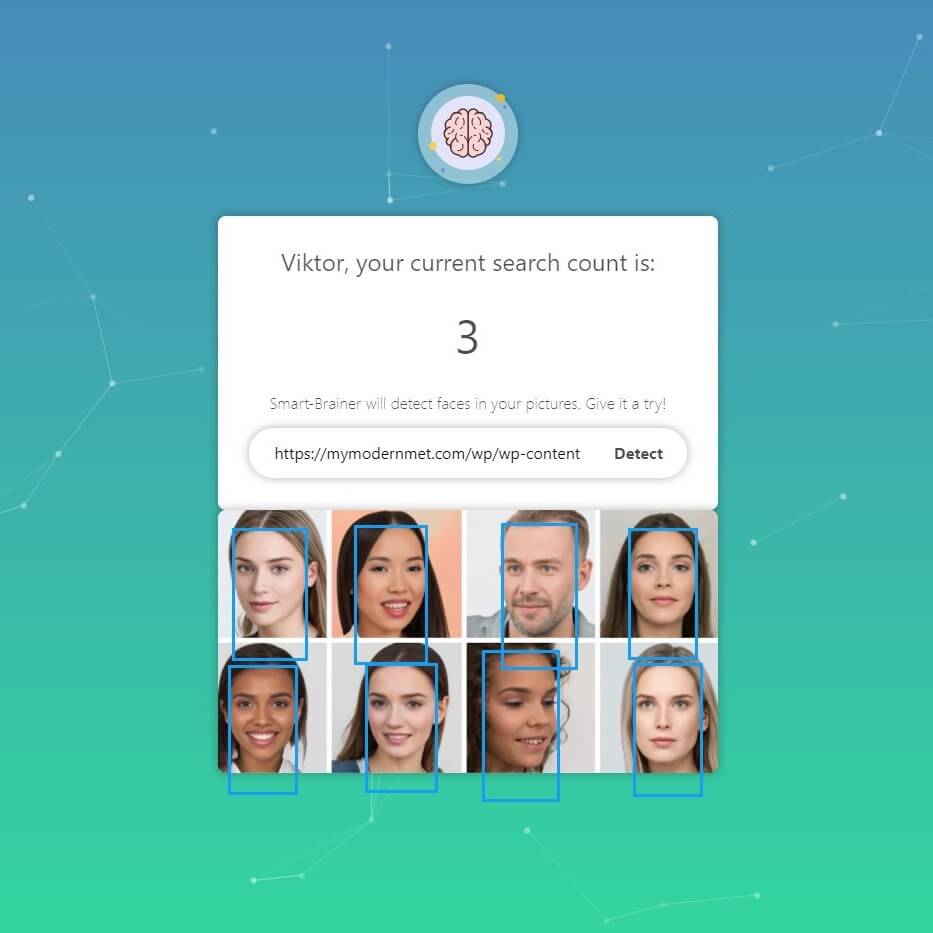 Viktor, your current search count is:
3
Smart-Brainer will detect faces in your pictures. Give it a try!
https://mymodernmet.com/wp/wp-content Detect